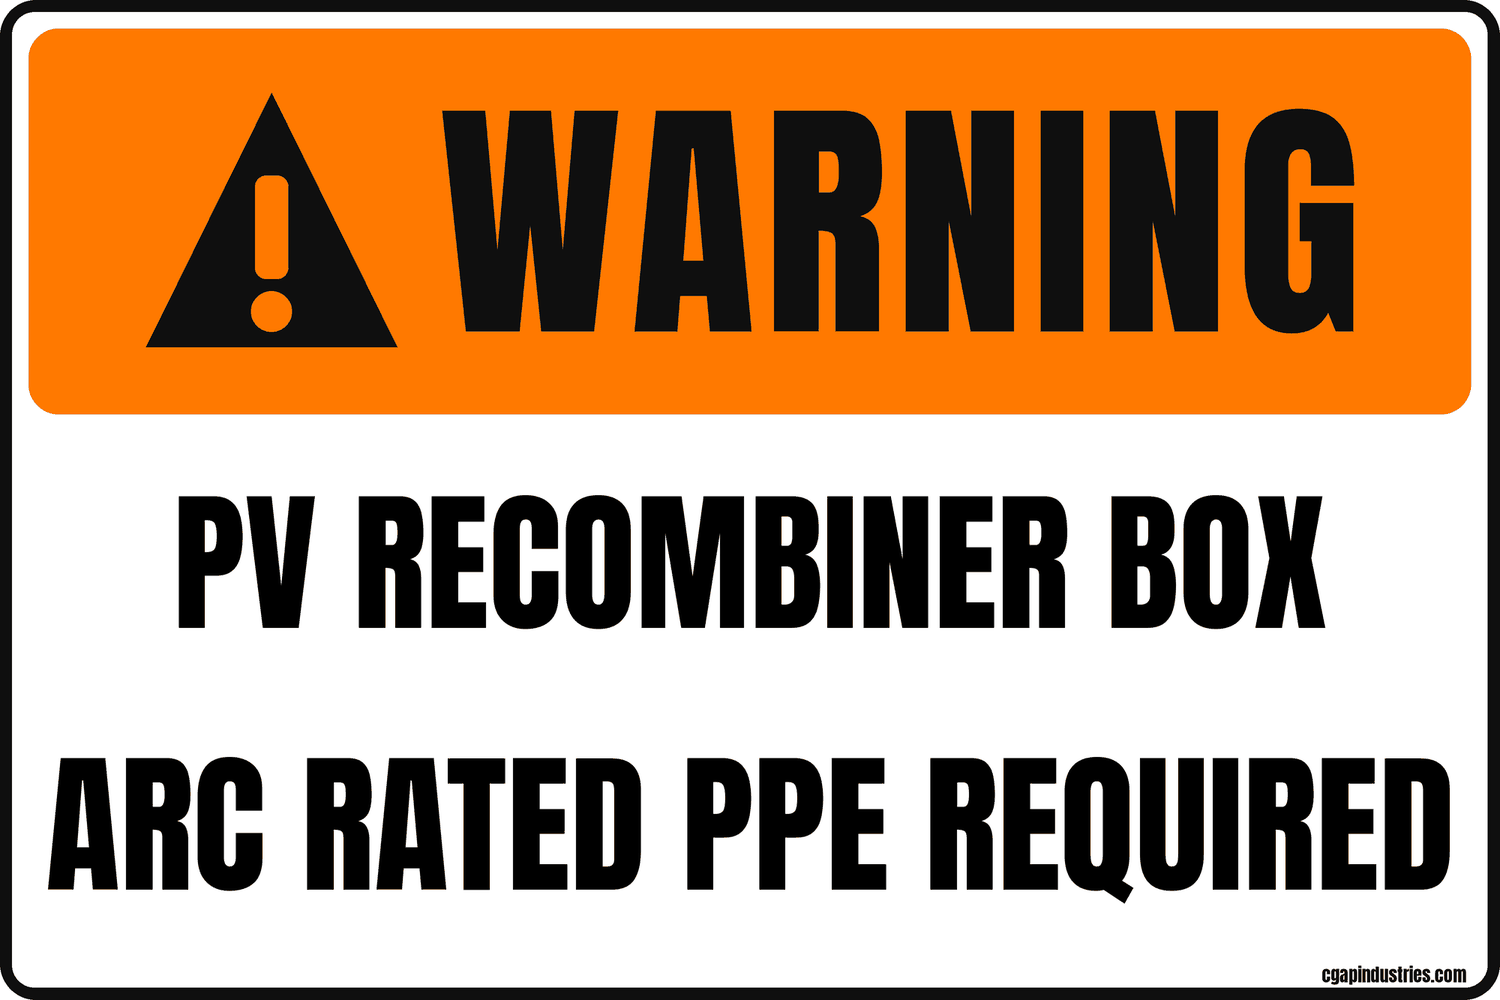 WARNING
PV RECOMBINER BOX
ARC RATED PPE REQUIRED
cgapindustries.com